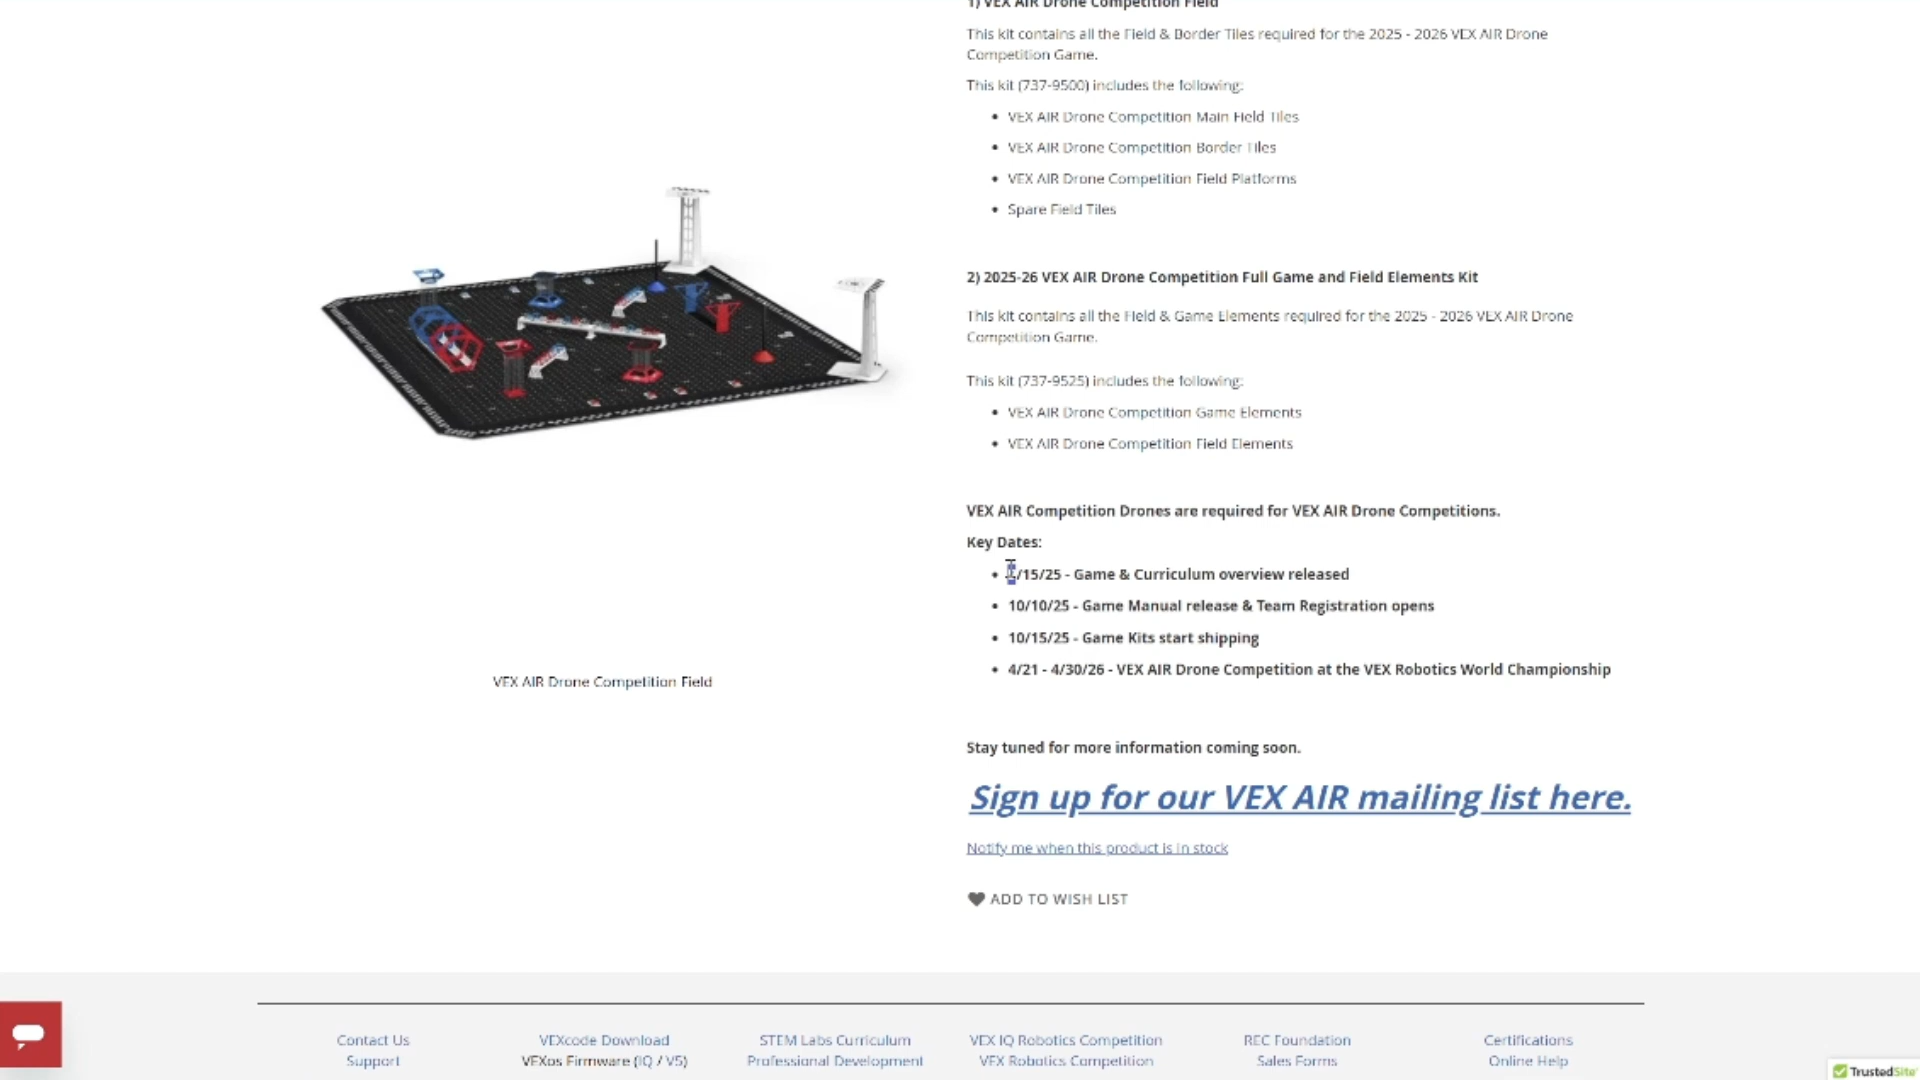 1) VEX AIR Drone Competition Field
This kit contains all the Field & Border Tiles required for the 2025 - 2026 VEX AIR Drone
Competition Game.
This kit (737-9500) includes the following:
• VEX AIR Drone Competition Main Field Tiles
• VEX AIR Drone Competition Border Tiles
• VEX AIR Drone Competition Field Platforms
• Spare Field Tiles
2) 2025-26 VEX AIR Drone Competition Full Game and Field Elements Kit
This kit contains all the Field & Game Elements required for the 2025 - 2026 VEX AIR Drone
Competition Game.
This kit (737-9525) includes the following:
• VEX AIR Drone Competition Game Elements
• VEX AIR Drone Competition Field Elements
VEX AIR Competition Drones are required for VEX AIR Drone Competitions.
Key Dates:
• /15/25 - Game & Curriculum overview released
• 10/10/25 - Game Manual release & Team Registration opens
• 10/15/25 - Game Kits start shipping
• 4/21 - 4/30/26 - VEX AIR Drone Competition at the VEX Robotics World Championship
VEX AIR Drone Competition Field
Stay tuned for more information coming soon.
Sign up for our VEX AIR mailing list here.
Notify me when this product is in stock
ADD TO WISH LIST
Contact Us
Support
VEXcode Download
VEXos Firmware (IQ / V5)
STEM Labs Curriculum
Professional Development
VEX IQ Robotics Competition
VEX Robotics Competition
REC Foundation
Sales Forms
Certifications
Online Help
TrustedSite